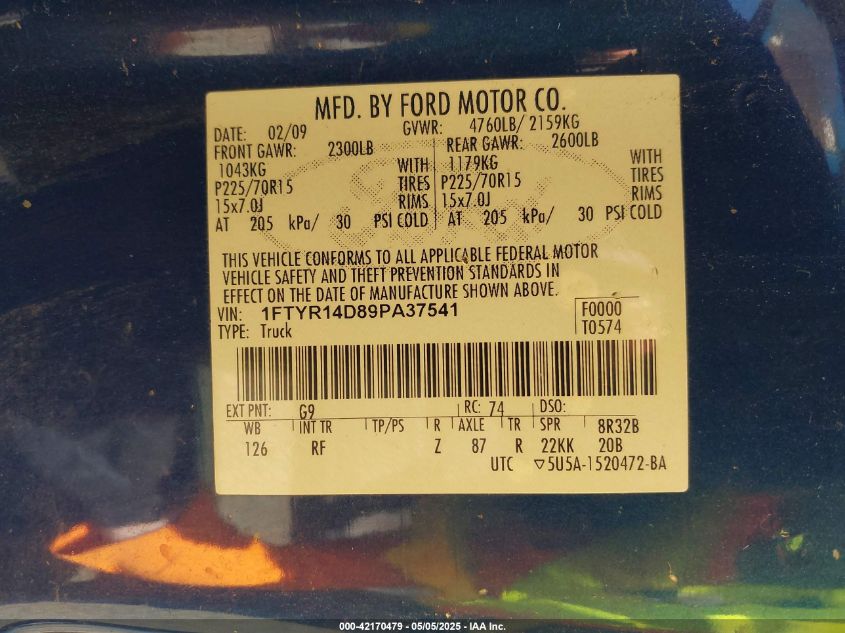 MFD. BY FORD MOTOR CO.
DATE: 02/09 GVWR: 4760LB/ 2159KG
FRONT GAWR: 2300LB REAR GAWR: 2600LB
1043KG WITH 1179KG WITH
P225/70R15 TIRES P225/70R15 TIRES
15x7.0J RIMS 15x7.0J RIMS
AT 205 kPa/ 30 PSI COLD AT 205 kPa/ 30 PSI COLD
THIS VEHICLE CONFORMS TO ALL APPLICABLE FEDERAL MOTOR
VEHICLE SAFETY AND THEFT PREVENTION STANDARDS IN
EFFECT ON THE DATE OF MANUFACTURE SHOWN ABOVE.
VIN: 1FTYR14D89PA37541 F0000
TYPE: Truck T0574
EXT PNT: G9 RC: 74 DSO:
WB INT TR TP/PS R AXLE TR SPR 8R32B
126 RF Z 87 R 22KK 20B
UTC ▽5U5A-1520472-BA
000-42170479 - 05/05/2025 - IAA Inc.